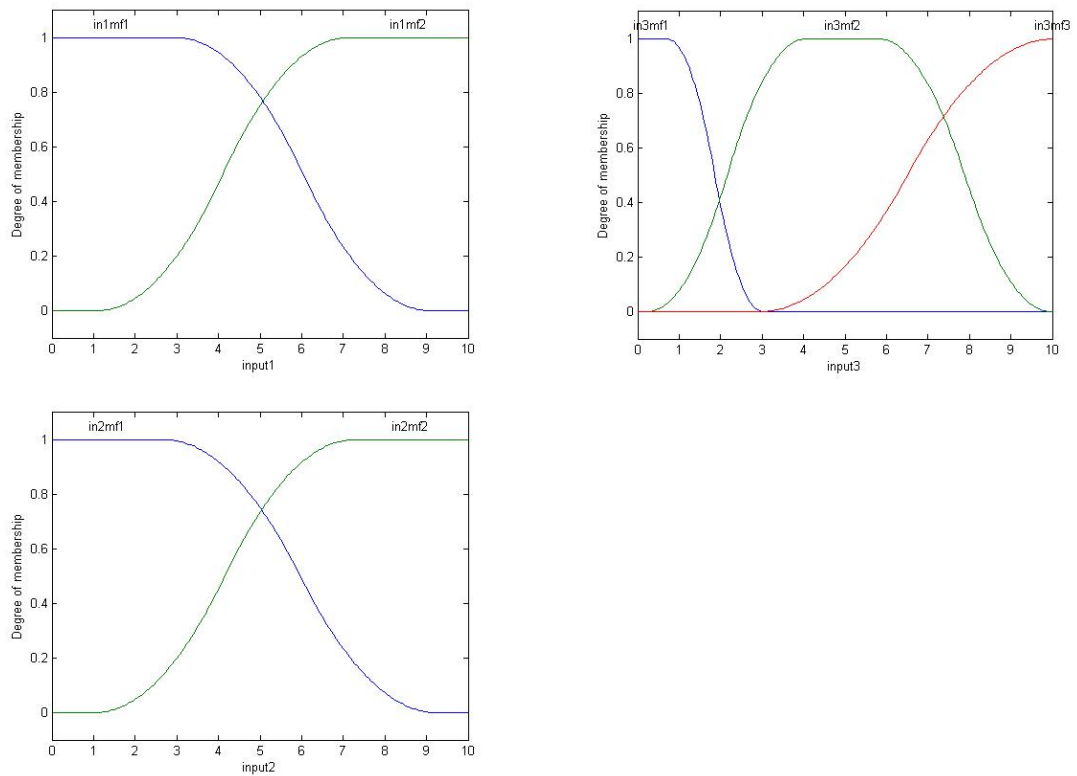 in1mf1 in1mf2
1
0.8
0.6
0.4
0.2
0
Degree of membership
0 1 2 3 4 5 6 7 8 9 10
input1
in3mf1 in3mf2 in3mf3
1
0.8
0.6
0.4
0.2
0
Degree of membership
0 1 2 3 4 5 6 7 8 9 10
input3
in2mf1 in2mf2
1
0.8
0.6
0.4
0.2
0
Degree of membership
0 1 2 3 4 5 6 7 8 9 10
input2